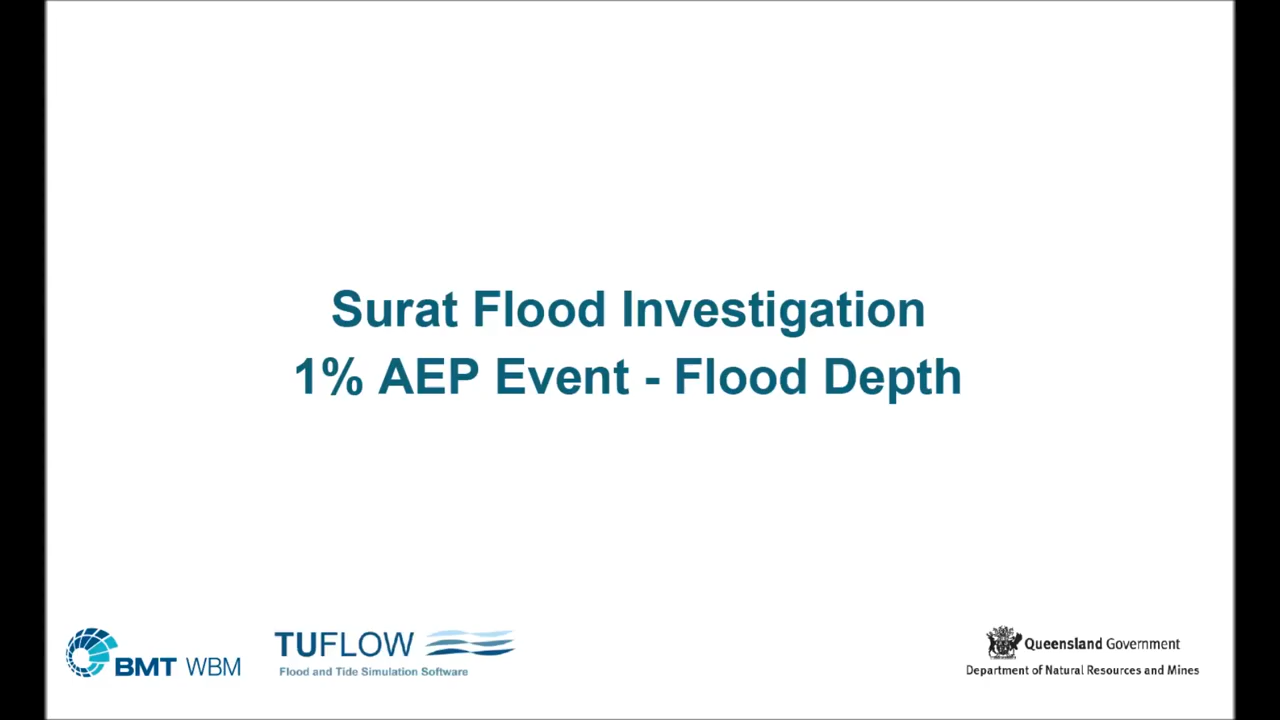 Surat Flood Investigation
1% AEP Event - Flood Depth
BMT WBM
TUFLOW
Flood and Tide Simulation Software
Queensland Government
Department of Natural Resources and Mines